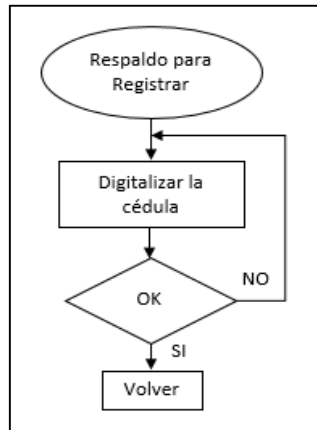 Respaldo para
Registrar
Digitalizar la
cédula
OK
NO
SI
Volver